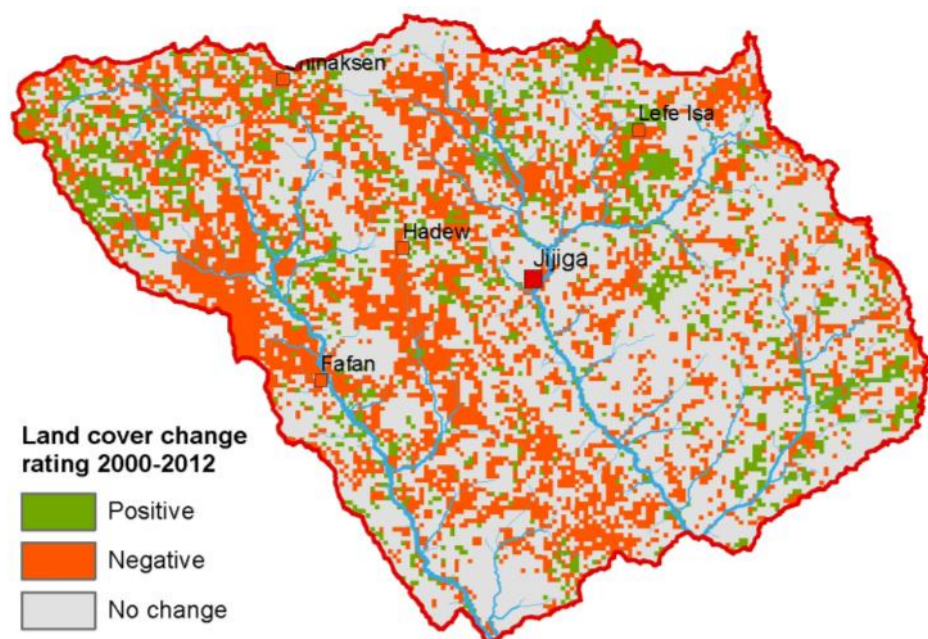 Lefe Isa
Hadew
Jijiga
Fafan
Land cover change
rating 2000-2012
Positive
Negative
No change